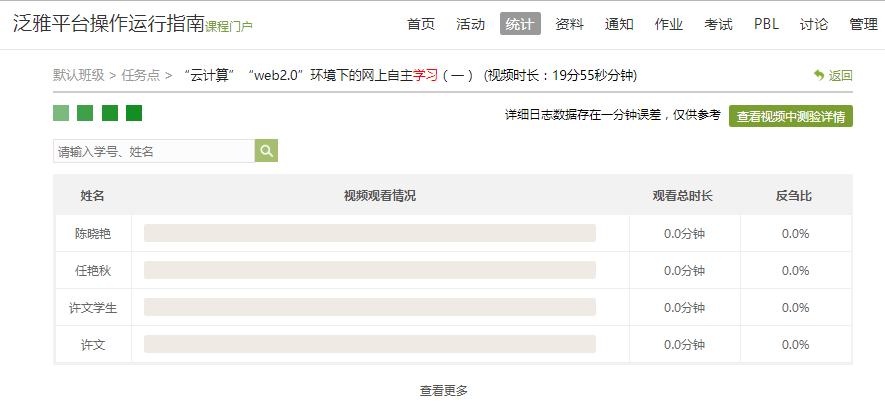 泛雅平台操作运行指南课程门户 首页 活动 统计 资料 通知 作业 考试 PBL 讨论 管理
默认班级 > 任务点 > “云计算”“web2.0”环境下的网上自主学习（一）(视频时长：19分55秒分钟) 返回
详细日志数据存在一分钟误差，仅供参考 查看视频中测验详情
请输入学号、姓名
姓名 视频观看情况 观看总时长 反刍比
陈晓艳 0.0分钟 0.0%
任艳秋 0.0分钟 0.0%
许文学生 0.0分钟 0.0%
许文 0.0分钟 0.0%
查看更多